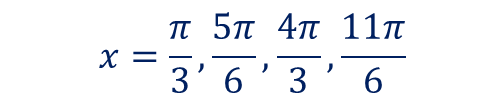 x = π/3, 5π/6, 4π/3, 11π/6